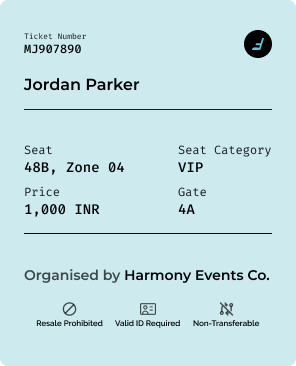 Ticket Number
MJ907890
Jordan Parker
Seat
Seat Category
48B, Zone 04
VIP
Price
Gate
1,000 INR
4A
Organised by Harmony Events Co.
Resale Prohibited
Valid ID Required
Non-Transferable